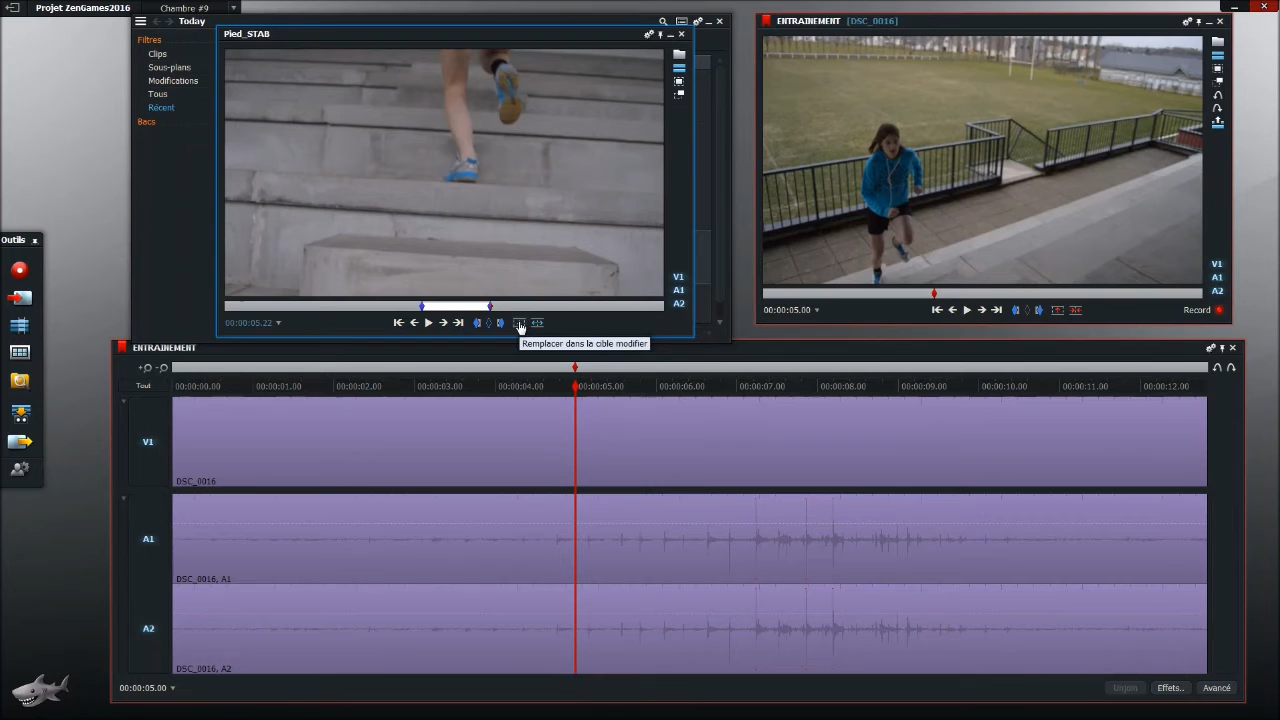 Projet ZenGames2016
Chambre #9
Today
Filtres
Clips
Sous-plans
Modifications
Tous
Récent
Bacs
Pied_STAB
V1
A1
A2
00:00:05.22
Remplacer dans la cible modifier
ENTRAINEMENT [DSC_0016]
V1
A1
A2
00:00:05.00
Record
Outils
ENTRAINEMENT
Tout
00:00:00.00 00:00:01.00 00:00:02.00 00:00:03.00 00:00:04.00 00:00:05.00 00:00:06.00 00:00:07.00 00:00:08.00 00:00:09.00 00:00:10.00 00:00:11.00 00:00:12.00
V1
DSC_0016
A1
DSC_0016, A1
A2
DSC_0016, A2
00:00:05.00
Unjoin
Effets..
Avancé